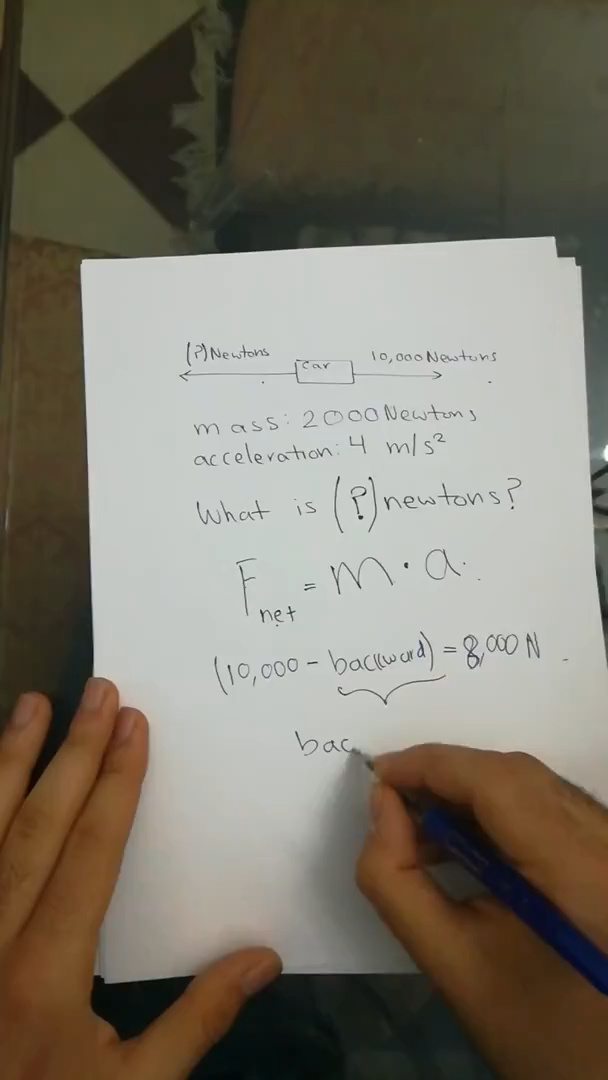 (?)Newtons car 10,000 Newtons
mass: 2000 Newtons
acceleration: 4 m/s²
What is (?) newtons?
Fnet = m · a
(10,000 - backward) = 8,000 N
bac